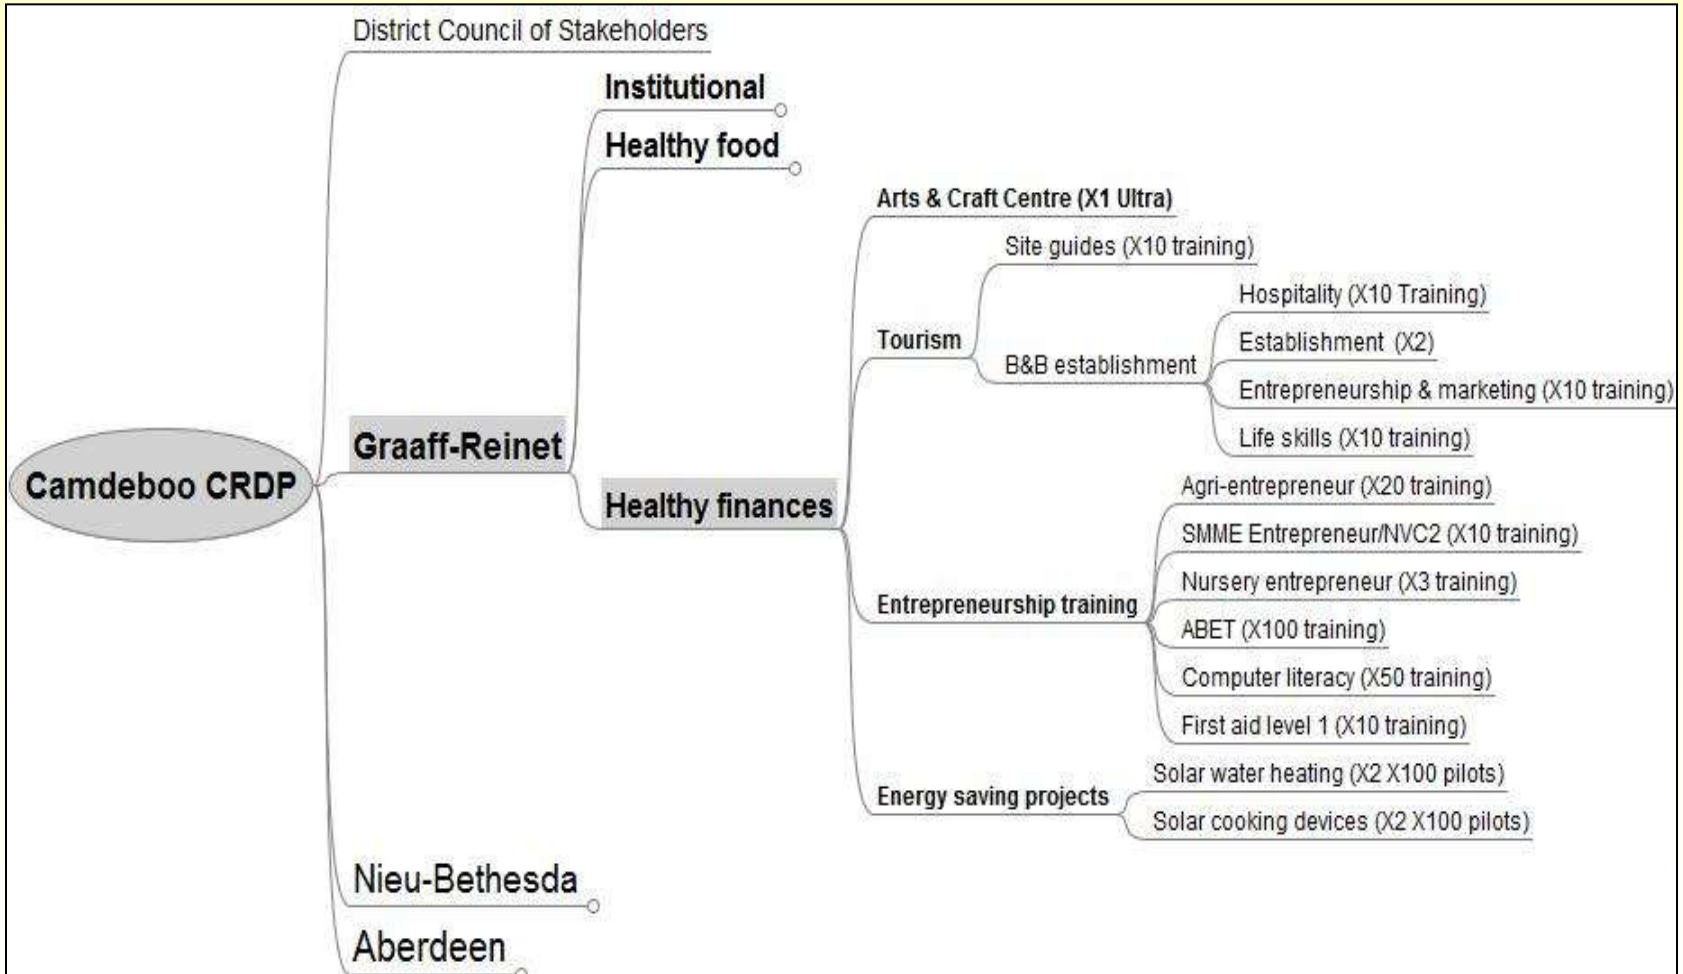 District Council of Stakeholders
Institutional
Healthy food
Arts & Craft Centre (X1 Ultra)
Site guides (X10 training)
Hospitality (X10 Training)
Tourism
Establishment (X2)
B&B establishment
Entrepreneurship & marketing (X10 training)
Life skills (X10 training)
Graaff-Reinet
Camdeboo CRDP
Healthy finances
Agri-entrepreneur (X20 training)
SMME Entrepreneur/NVC2 (X10 training)
Nursery entrepreneur (X3 training)
Entrepreneurship training
ABET (X100 training)
Computer literacy (X50 training)
First aid level 1 (X10 training)
Solar water heating (X2 X100 pilots)
Energy saving projects
Solar cooking devices (X2 X100 pilots)
Nieu-Bethesda
Aberdeen